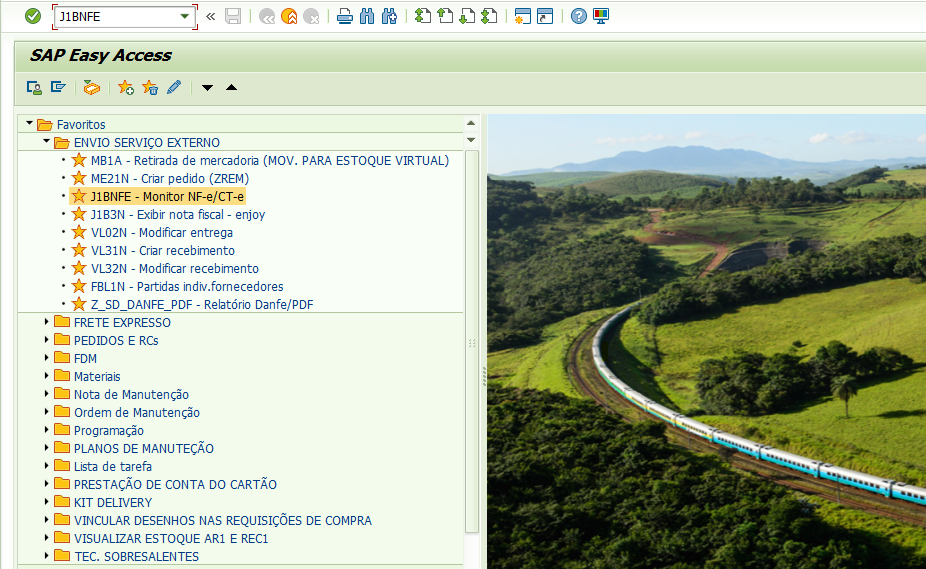 J1BNFE
SAP Easy Access
Favoritos
ENVIO SERVIÇO EXTERNO
MB1A - Retirada de mercadoria (MOV. PARA ESTOQUE VIRTUAL)
ME21N - Criar pedido (ZREM)
J1BNFE - Monitor NF-e/CT-e
J1B3N - Exibir nota fiscal - enjoy
VL02N - Modificar entrega
VL31N - Criar recebimento
VL32N - Modificar recebimento
FBL1N - Partidas indiv.fornecedores
Z_SD_DANFE_PDF - Relatório Danfe/PDF
FRETE EXPRESSO
PEDIDOS E RCs
FDM
Materiais
Nota de Manutenção
Ordem de Manutenção
Programação
PLANOS DE MANUTEÇÃO
Lista de tarefa
PRESTAÇÃO DE CONTA DO CARTÃO
KIT DELIVERY
VINCULAR DESENHOS NAS REQUISIÇÕES DE COMPRA
VISUALIZAR ESTOQUE AR1 E REC1
TEC. SOBRESALENTES